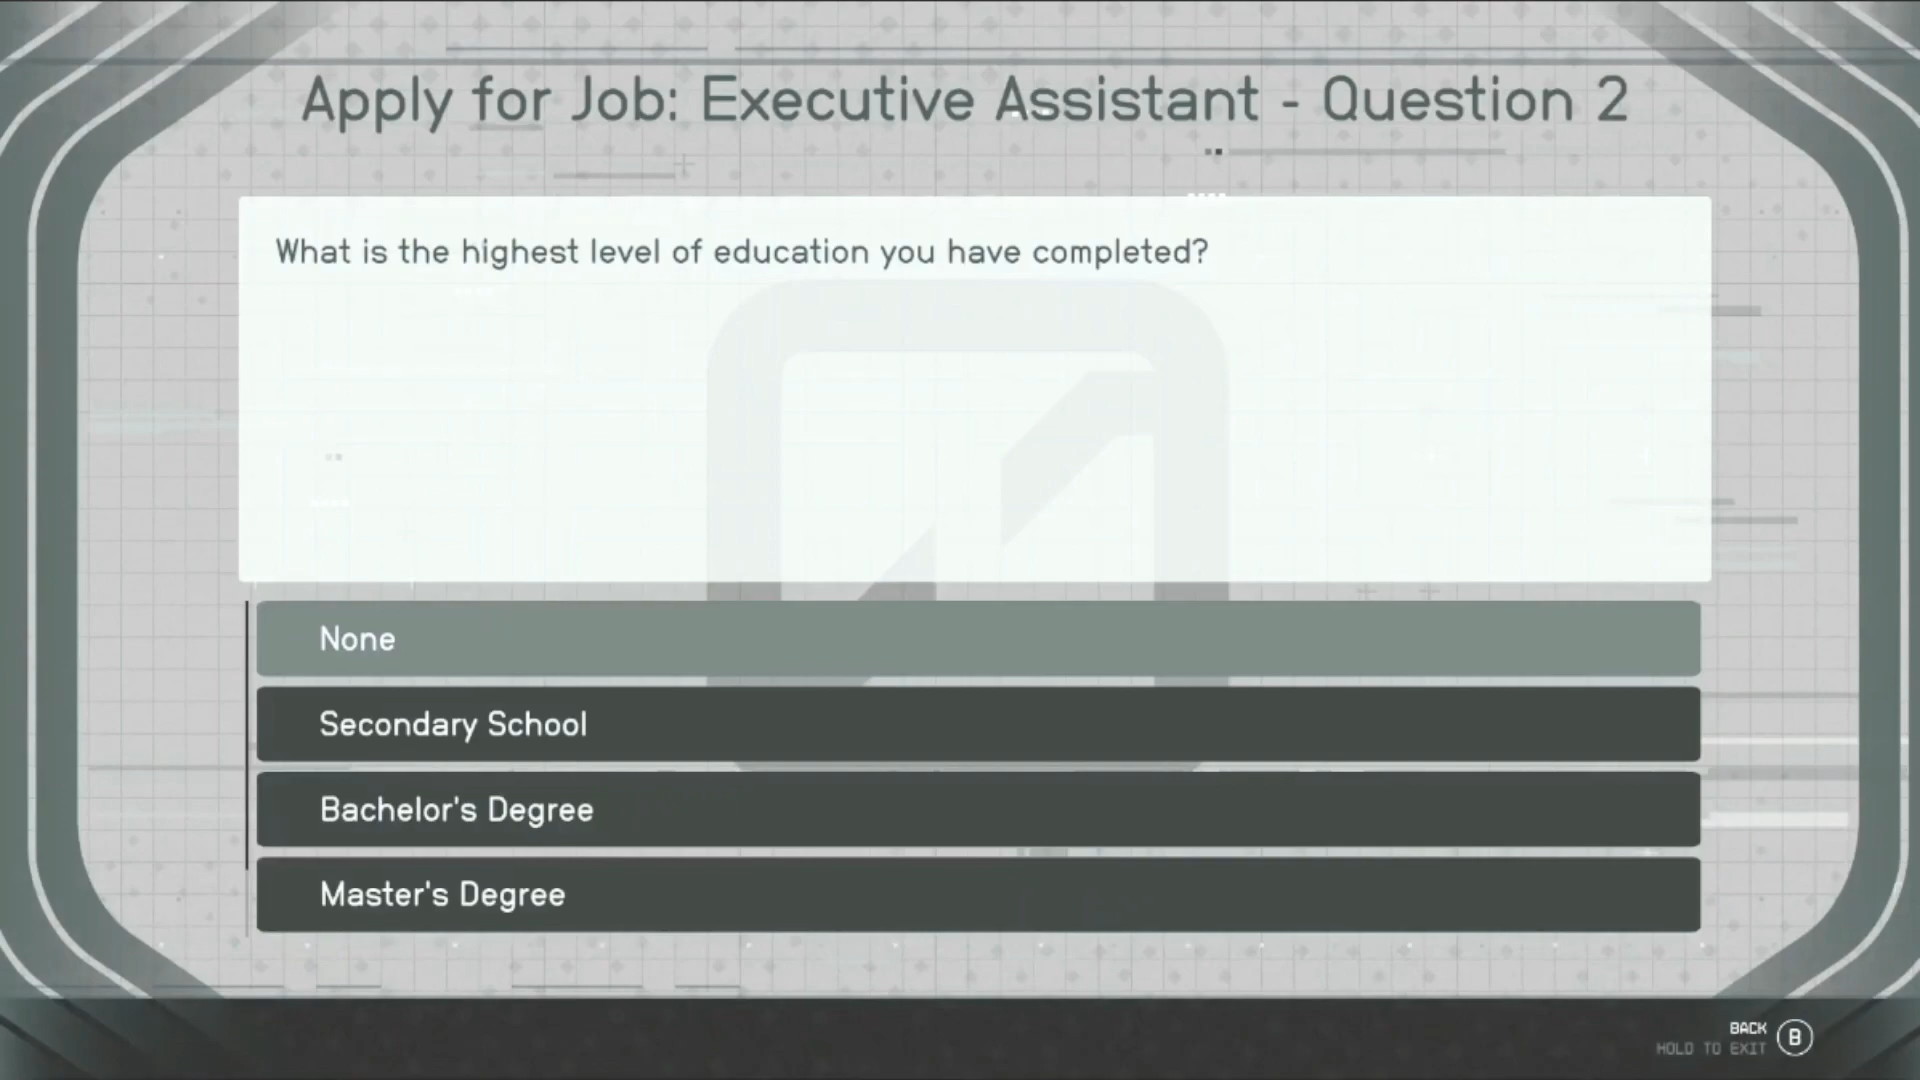 Apply for Job: Executive Assistant - Question 2
What is the highest level of education you have completed?
None
Secondary School
Bachelor's Degree
Master's Degree
BACK
HOLD TO EXIT
B